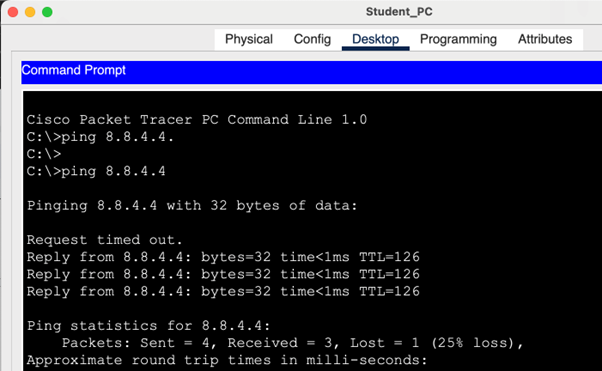 Student_PC
Physical Config Desktop Programming Attributes
Command Prompt
Cisco Packet Tracer PC Command Line 1.0
C:\>ping 8.8.4.4.
C:\>
C:\>ping 8.8.4.4
Pinging 8.8.4.4 with 32 bytes of data:
Request timed out.
Reply from 8.8.4.4: bytes=32 time<1ms TTL=126
Reply from 8.8.4.4: bytes=32 time<1ms TTL=126
Reply from 8.8.4.4: bytes=32 time<1ms TTL=126
Ping statistics for 8.8.4.4:
Packets: Sent = 4, Received = 3, Lost = 1 (25% loss),
Approximate round trip times in milli-seconds: